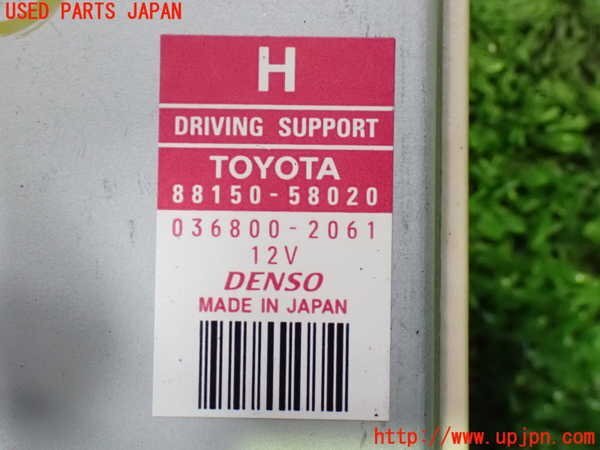 USED PARTS JAPAN
H
DRIVING SUPPORT
TOYOTA
88150-58020
036800-2061
12V
DENSO
MADE IN JAPAN
http://www.upjpn.com/